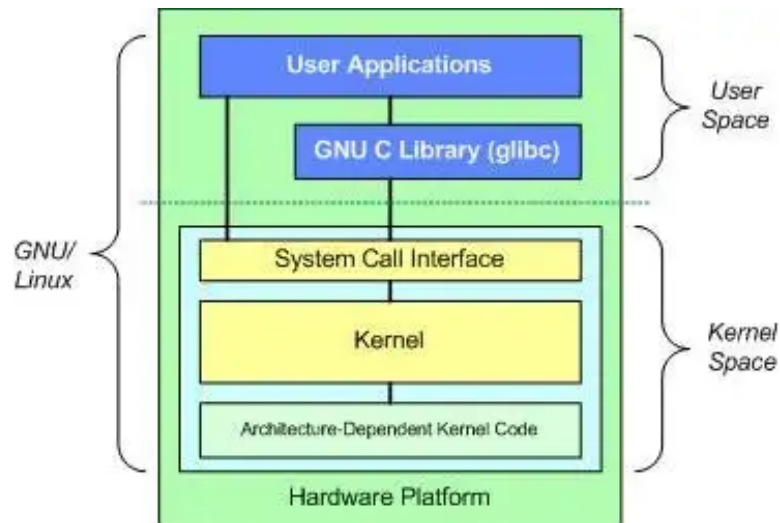 User Applications
User
Space
GNU C Library (glibc)
GNU/
Linux
System Call Interface
Kernel
Kernel
Space
Architecture-Dependent Kernel Code
Hardware Platform